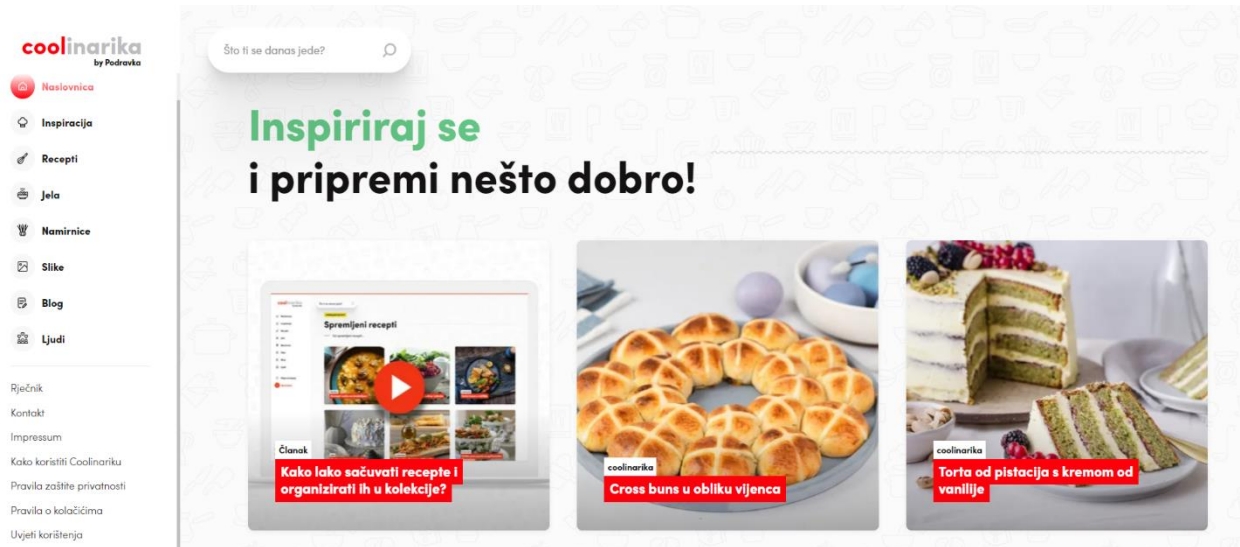 coolinarika
by Podravka
Naslovnica
Inspiracija
Recepti
Jela
Namirnice
Slike
Blog
Ljudi
Rječnik
Kontakt
Impressum
Kako koristiti Coolinariku
Pravila zaštite privatnosti
Pravila o kolačićima
Uvjeti korištenja
Što ti se danas jede?
Inspiriraj se
i pripremi nešto dobro!
Spremljeni recepti
Članak
Kako lako sačuvati recepte i
organizirati ih u kolekcije?
coolinarika
Cross buns u obliku vijenca
coolinarika
Torta od pistacija s kremom od
vanilije